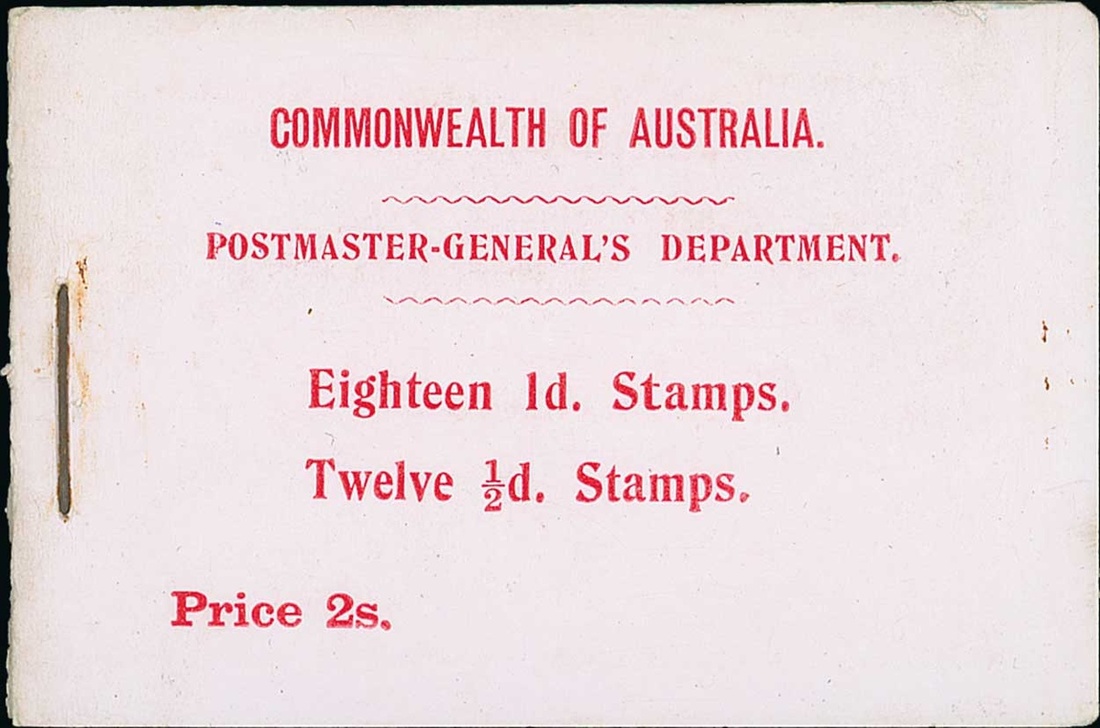 COMMONWEALTH OF AUSTRALIA.
POSTMASTER-GENERAL'S DEPARTMENT.
Eighteen 1d. Stamps.
Twelve ½d. Stamps.
Price 2s.